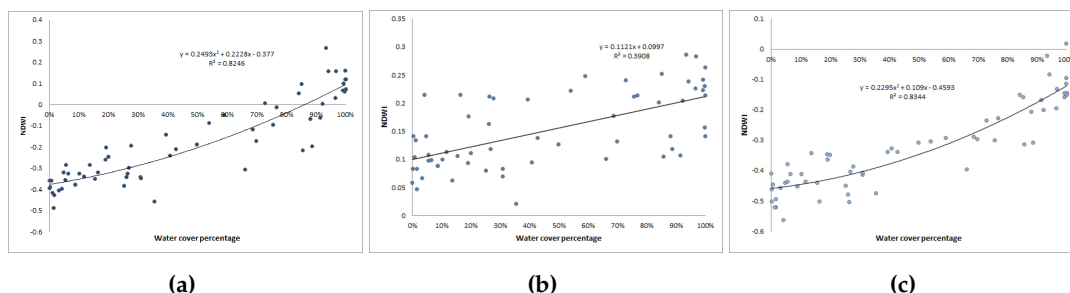 0.4
0.3
0.2
0.1
0
-0.1
-0.2
-0.3
-0.4
-0.5
-0.6
NDWI
0% 10% 20% 30% 40% 50% 60% 70% 80% 90% 100%
y = 0.2493x² + 0.2228x - 0.377
R² = 0.8246
Water cover percentage
(a)
0.35
0.3
0.25
0.2
0.15
0.1
0.05
0
NDWI
0% 10% 20% 30% 40% 50% 60% 70% 80% 90% 100%
y = 0.1121x + 0.0997
R² = 0.3908
Water cover percentage
(b)
0.1
0
-0.1
-0.2
-0.3
-0.4
-0.5
-0.6
NDWI
0% 10% 20% 30% 40% 50% 60% 70% 80% 90% 100%
y = 0.2295x² + 0.109x - 0.4593
R² = 0.8344
Water cover percentage
(c)